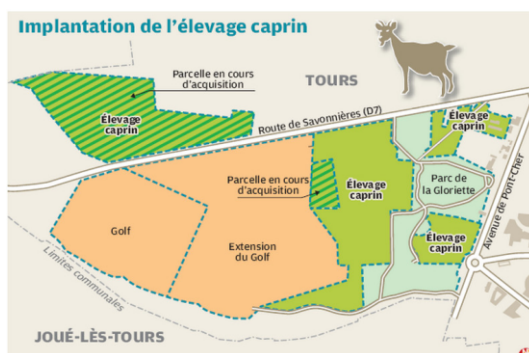 Implantation de l'élevage caprin
Parcelle en cours
d'acquisition
TOURS
Élevage
caprin
Route de Savonnières (D7)
Élevage
caprin
Parcelle en cours
d'acquisition
Élevage
caprin
Parc de
la Gloriette
Avenue de Pont-Cher
Golf
Extension
du Golf
Élevage
caprin
Limites communales
JOUÉ-LÈS-TOURS